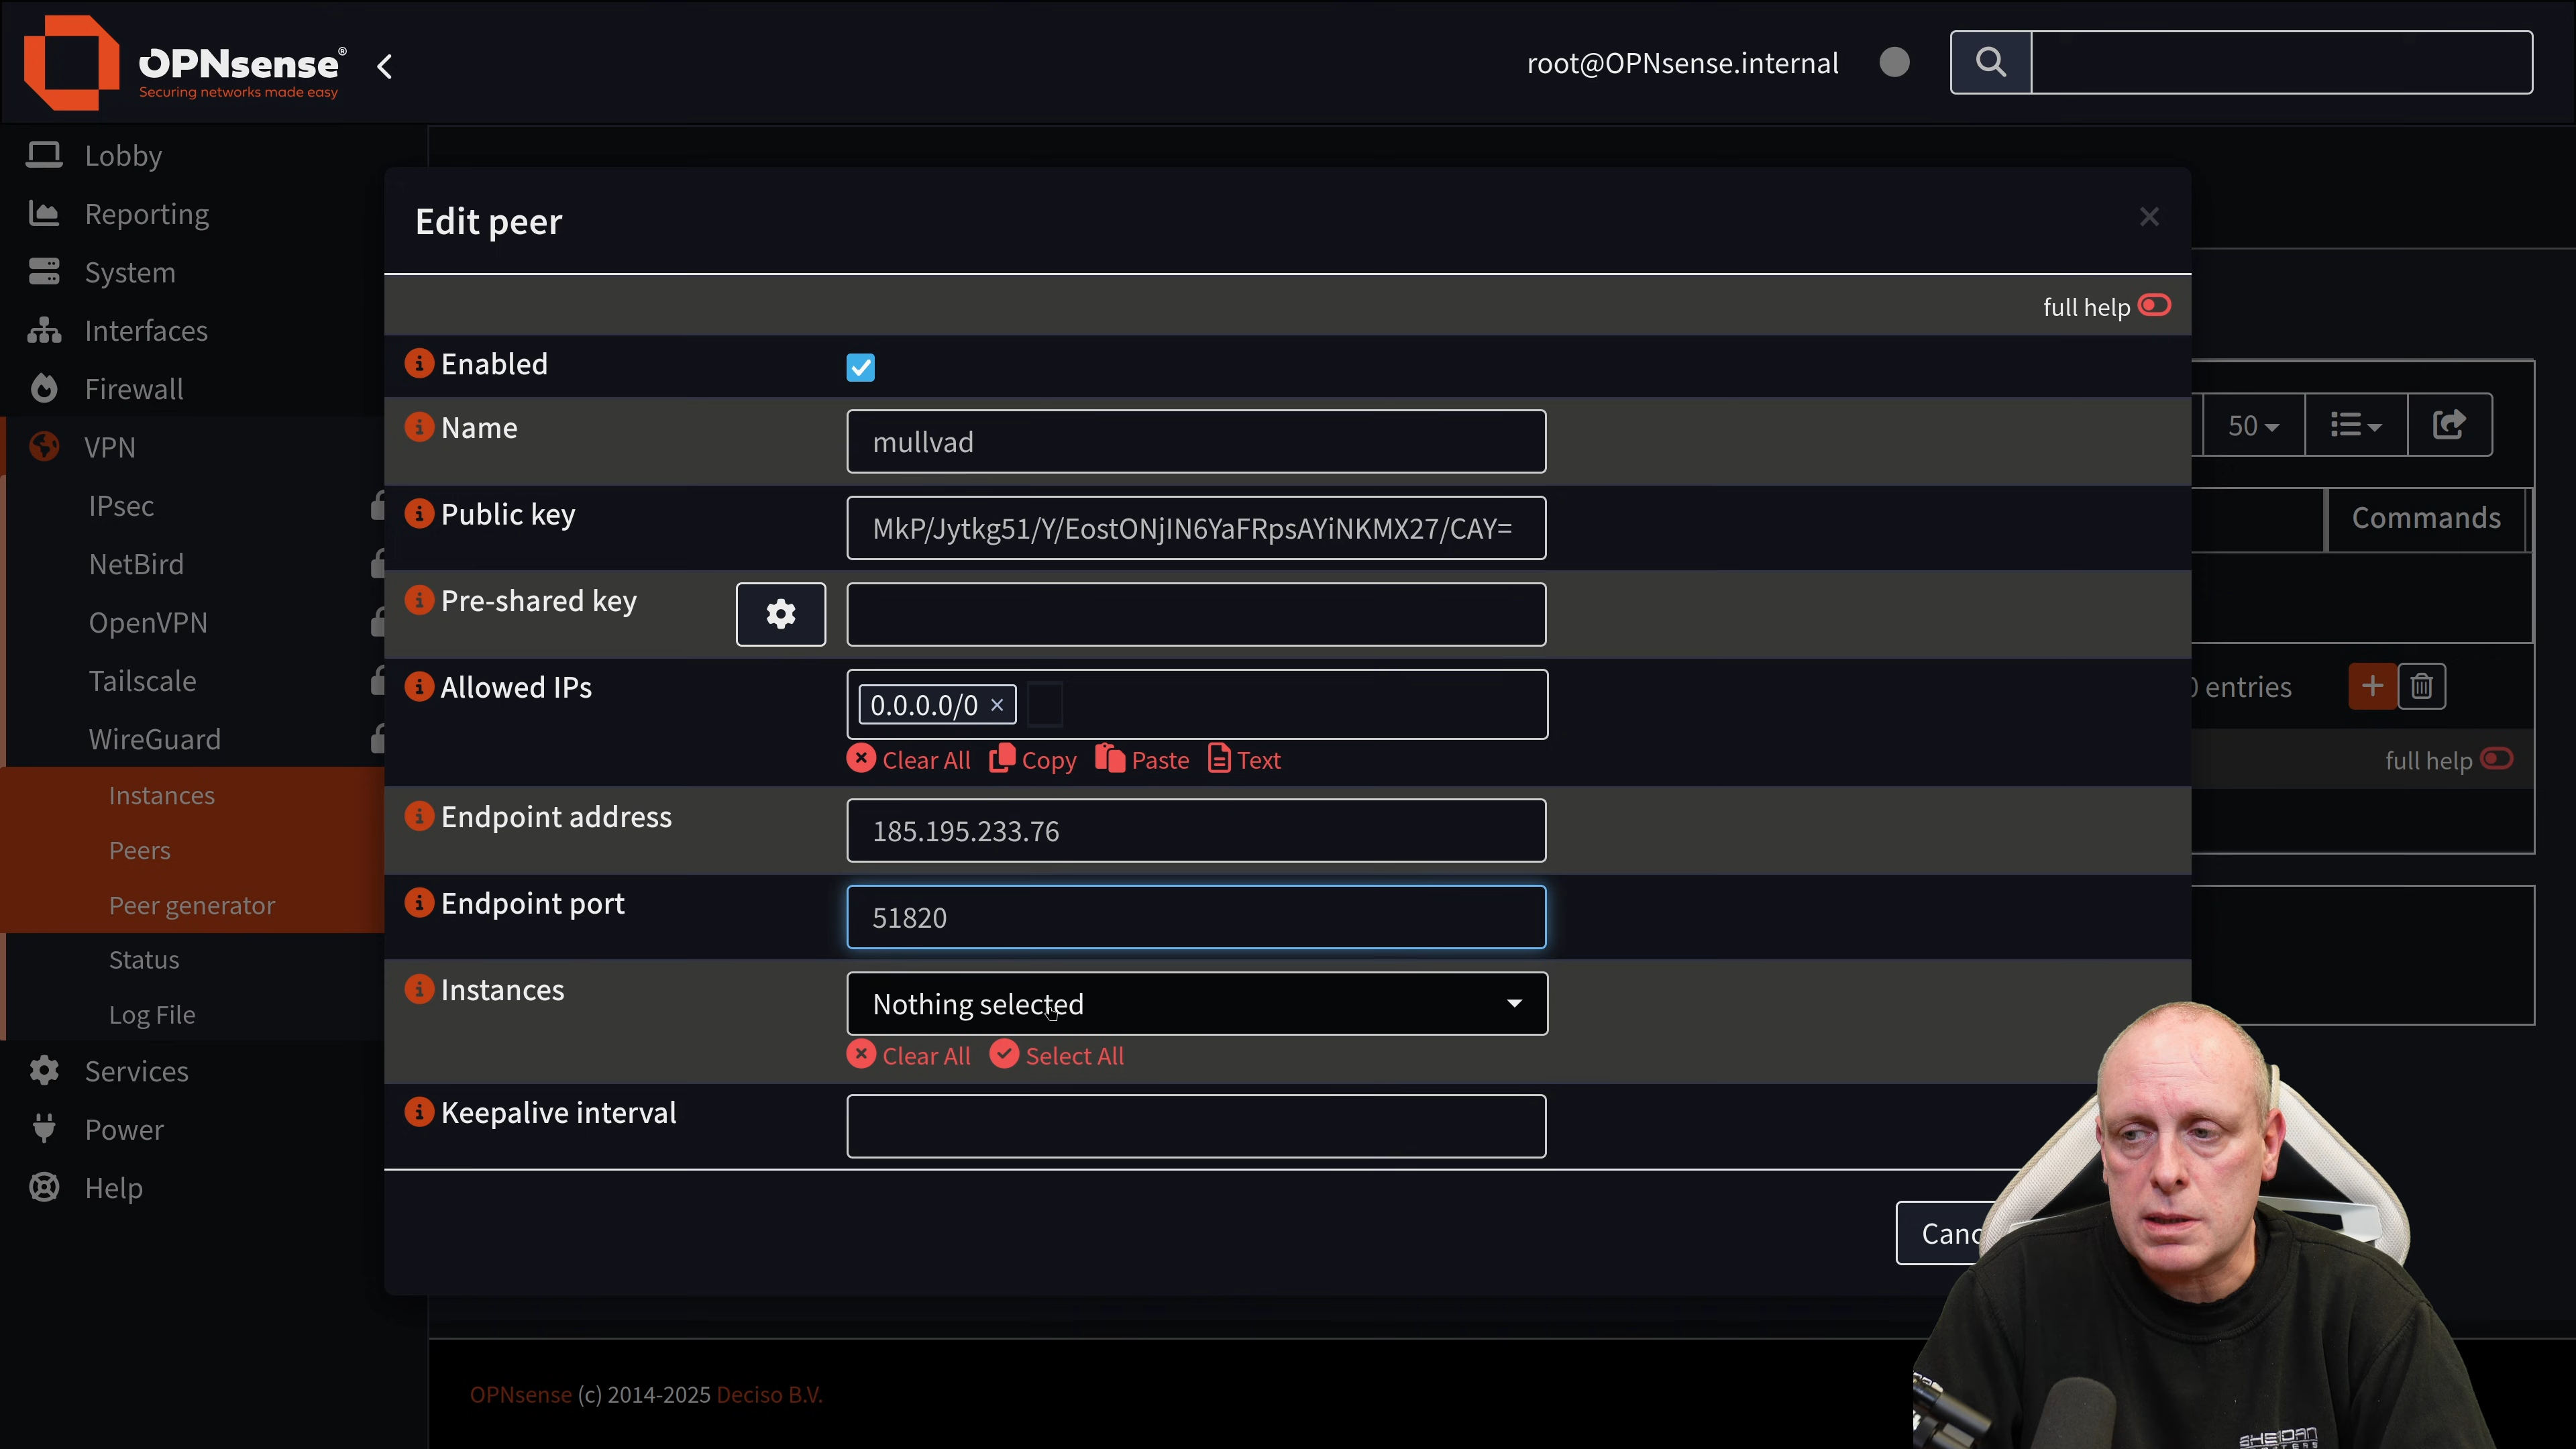 OPNsense®
Securing networks made easy
root@OPNsense.internal
Lobby
Reporting
System
Interfaces
Firewall
VPN
IPsec
NetBird
OpenVPN
Tailscale
WireGuard
Instances
Peers
Peer generator
Status
Log File
Services
Power
Help
Edit peer
full help
Enabled
Name
mullvad
Public key
MkP/Jytkg51/Y/EostONjIN6YaFRpsAYiNKMX27/CAY=
Pre-shared key
Allowed IPs
0.0.0.0/0 ×
Clear All Copy Paste Text
Endpoint address
185.195.233.76
Endpoint port
51820
Instances
Nothing selected
Clear All Select All
Keepalive interval
50
Commands
entries
full help
OPNsense (c) 2014-2025 Deciso B.V.
SHERIDAN